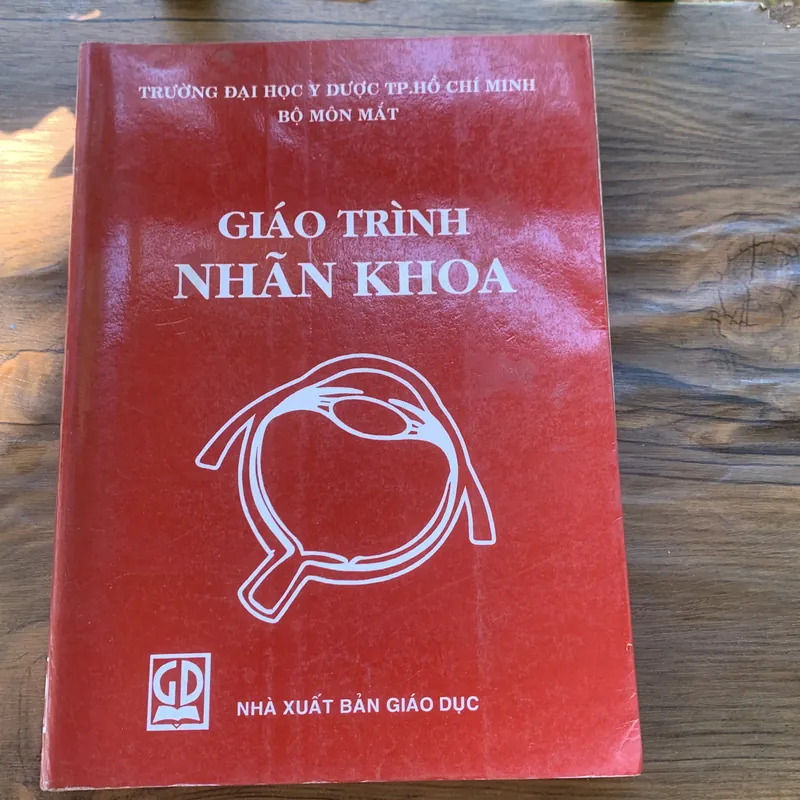 TRƯỜNG ĐẠI HỌC Y DƯỢC TP.HỒ CHÍ MINH
BỘ MÔN MẮT
GIÁO TRÌNH
NHÃN KHOA
GD
NHÀ XUẤT BẢN GIÁO DỤC